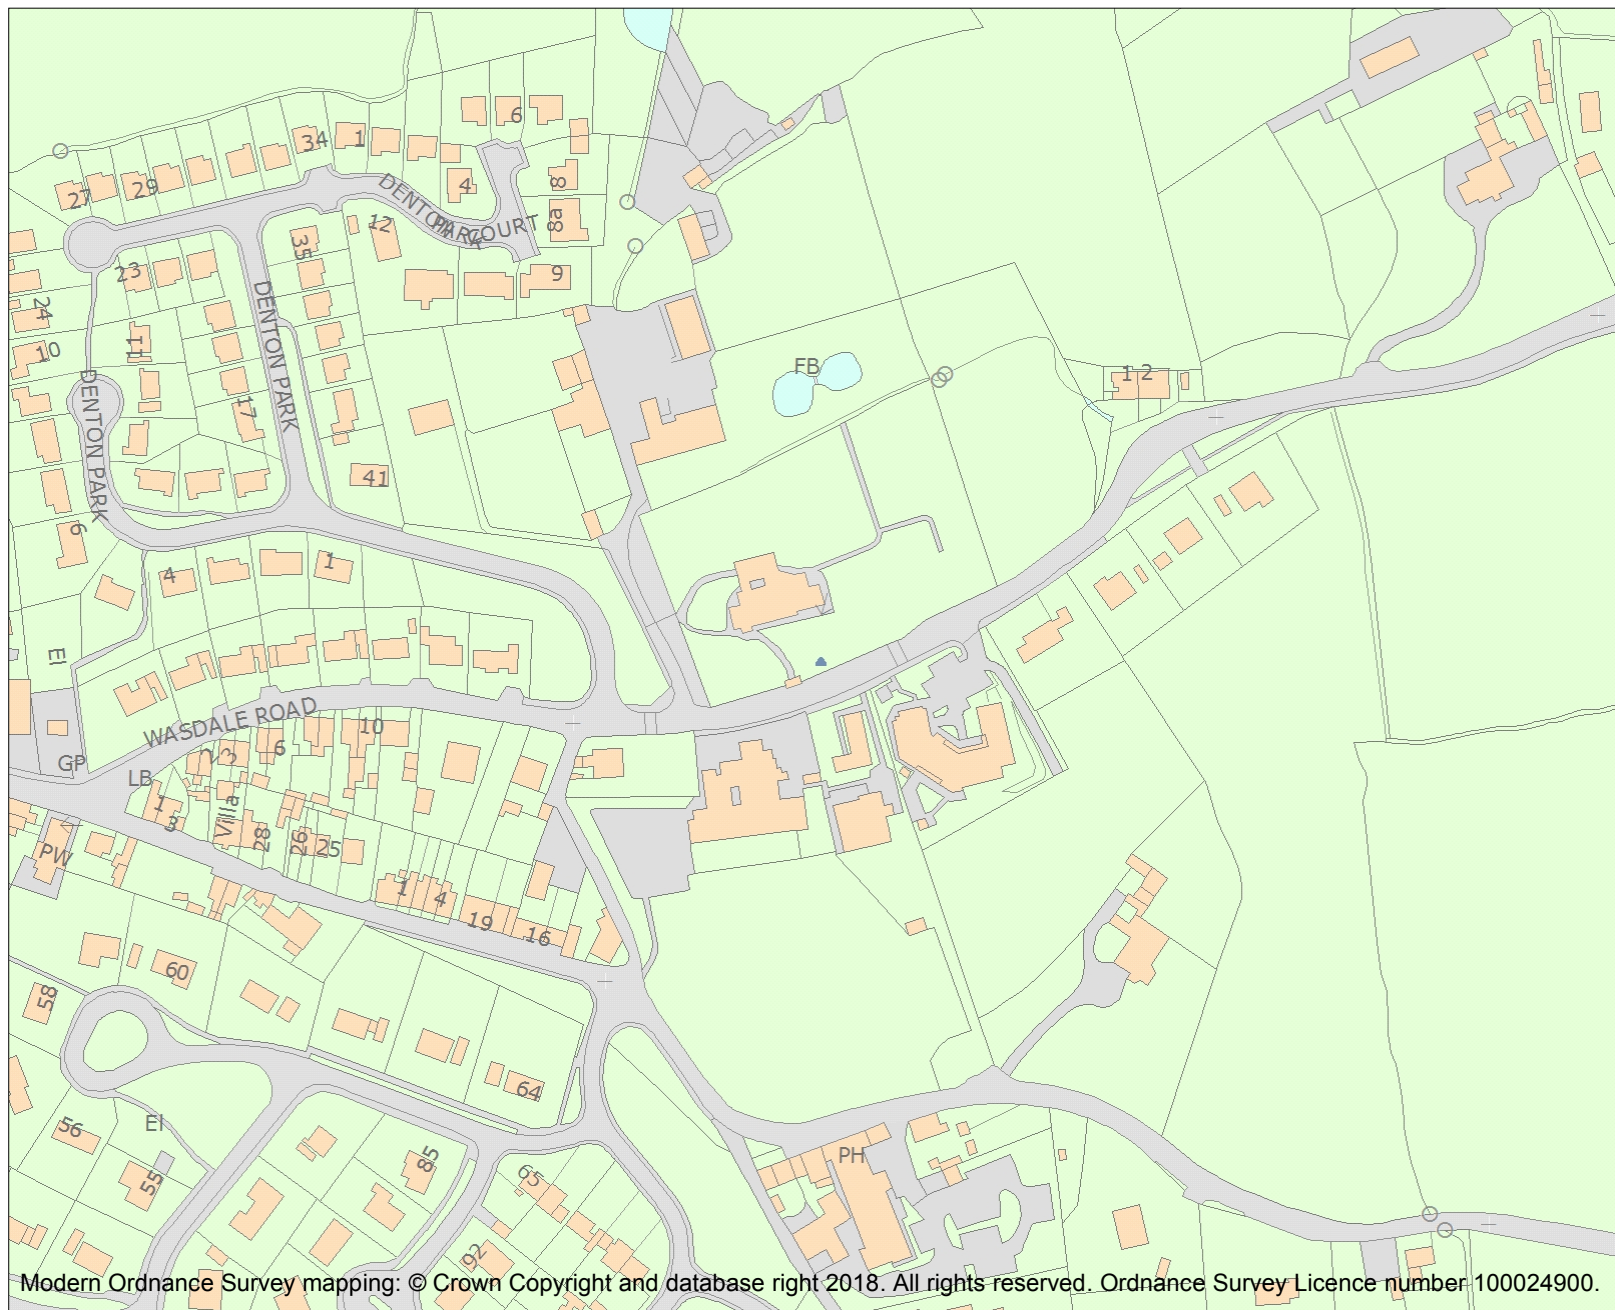 6
34
1
27
29
4
8
12
DENTON PARK
COURT
8a
35
23
9
24
11
10
DENTON PARK
FB
1 2
DENTON PARK
17
41
6
4
1
El
WASDALE ROAD
10
6
2
3
GP
LB
1
3
Villa
28
26
25
PW
1
4
19
16
60
58
64
56
El
55
85
65
PH
92
Modern Ordnance Survey mapping: © Crown Copyright and database right 2018. All rights reserved. Ordnance Survey Licence number 100024900.